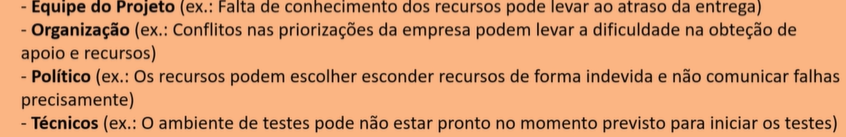 - Equipe do Projeto (ex.: Falta de conhecimento dos recursos pode levar ao atraso da entrega)
- Organização (ex.: Conflitos nas priorizações da empresa podem levar a dificuldade na obteção de
apoio e recursos)
- Político (ex.: Os recursos podem escolher esconder recursos de forma indevida e não comunicar falhas
precisamente)
- Técnicos (ex.: O ambiente de testes pode não estar pronto no momento previsto para iniciar os testes)